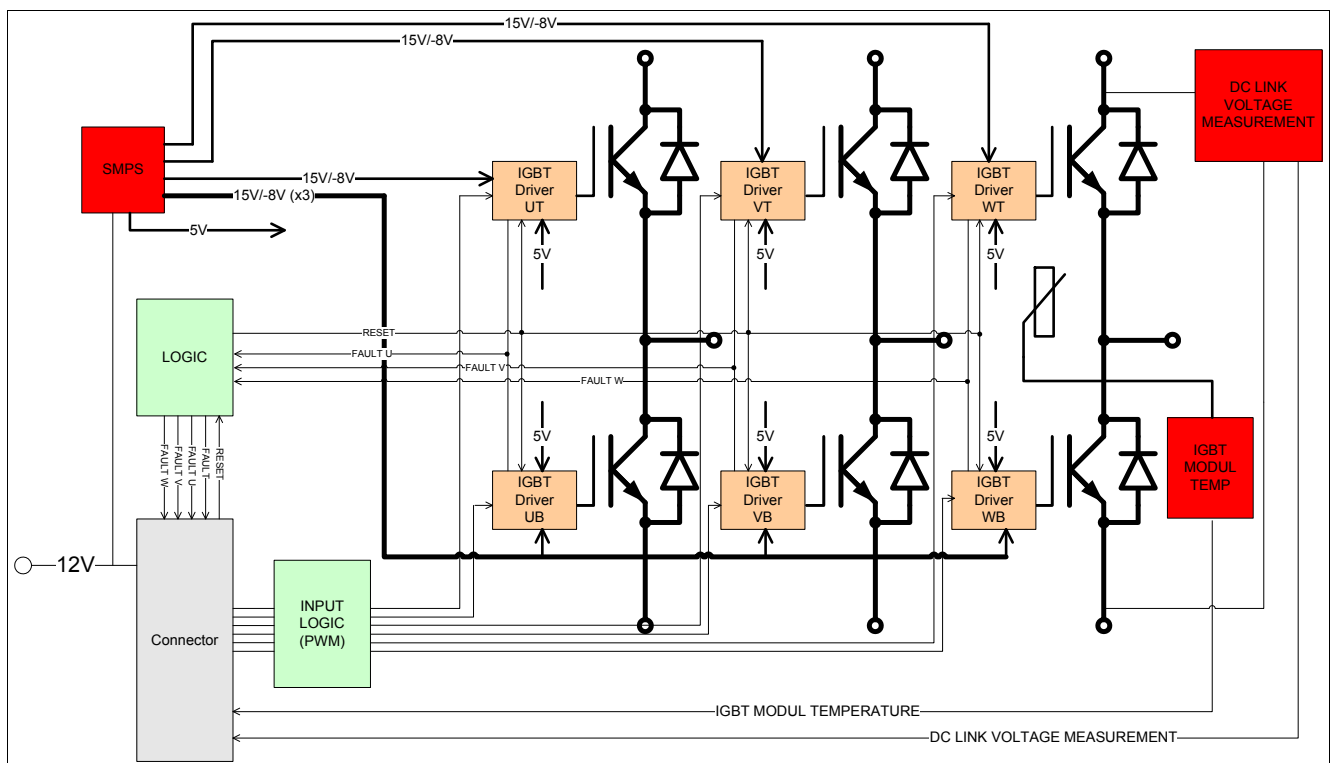 15V/-8V
15V/-8V
DC LINK
VOLTAGE
MEASUREMENT
SMPS
15V/-8V
15V/-8V (x3)
5V
IGBT
Driver
UT
IGBT
Driver
VT
IGBT
Driver
WT
5V
5V
5V
LOGIC
RESET
FAULT U
FAULT V
FAULT W
FAULT W
FAULT V
FAULT U
FAULT
RESET
5V
5V
5V
IGBT
Driver
UB
IGBT
Driver
VB
IGBT
Driver
WB
IGBT
MODUL
TEMP
12V
Connector
INPUT
LOGIC
(PWM)
IGBT MODUL TEMPERATURE
DC LINK VOLTAGE MEASUREMENT